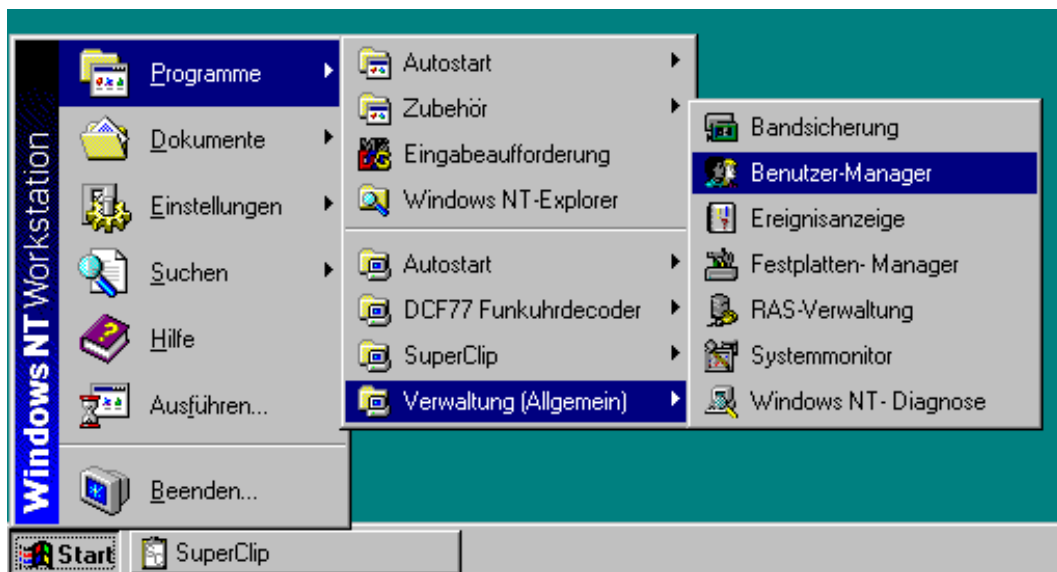 Windows NT Workstation
Programme
Dokumente
Einstellungen
Suchen
Hilfe
Ausführen...
Beenden...
Autostart
Zubehör
Eingabeaufforderung
Windows NT-Explorer
Autostart
DCF77 Funkuhrdecoder
SuperClip
Verwaltung (Allgemein)
Bandsicherung
Benutzer-Manager
Ereignisanzeige
Festplatten- Manager
RAS-Verwaltung
Systemmonitor
Windows NT- Diagnose
Start
SuperClip